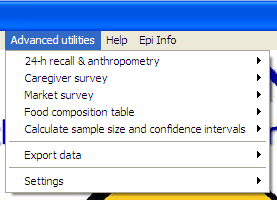 Advanced utilities Help Epi Info
24-h recall & anthropometry
Caregiver survey
Market survey
Food composition table
Calculate sample size and confidence intervals
Export data
Settings